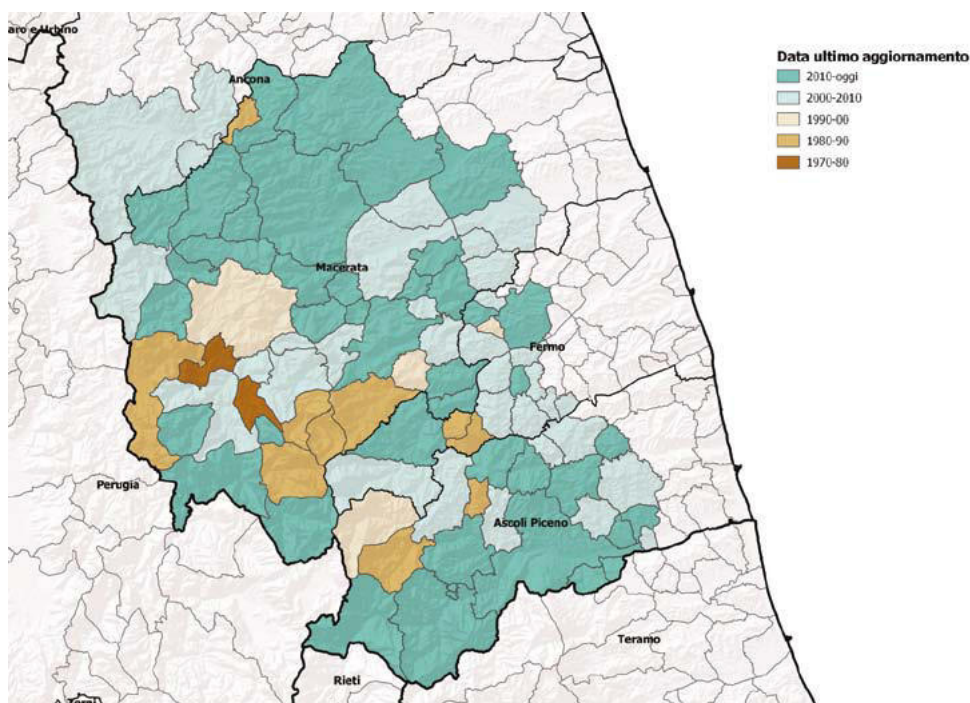 aro e Urbino
Ancona
Macerata
Fermo
Perugia
Ascoli Piceno
Teramo
Rieti
Terni
Data ultimo aggiornamento
2010-oggi
2000-2010
1990-00
1980-90
1970-80